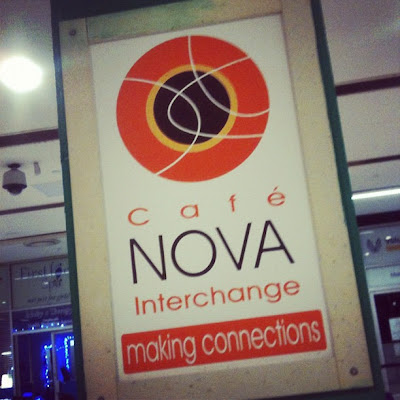 Café
NOVA
Interchange
making connections